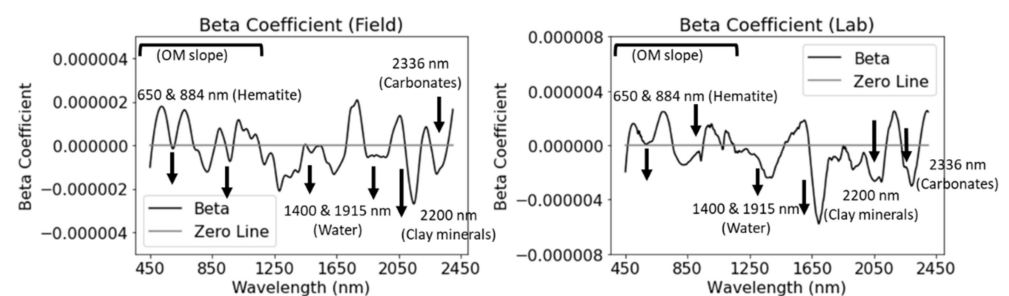 Beta Coefficient (Field)
Beta Coefficient
0.000004
0.000002
0.000000
−0.000002
−0.000004
(OM slope)
2336 nm
(Carbonates)
650 & 884 nm (Hematite)
1400 & 1915 nm
(Water)
2200 nm
(Clay minerals)
Beta
Zero Line
450 850 1250 1650 2050 2450
Wavelength (nm)
Beta Coefficient (Lab)
Beta Coefficient
0.000008
0.000004
0.000000
−0.000004
−0.000008
(OM slope)
Beta
Zero Line
650 & 884 nm (Hematite)
2336 nm
(Carbonates)
1400 & 1915 nm
(Water)
2200 nm
(Clay minerals)
450 850 1250 1650 2050 2450
Wavelength (nm)